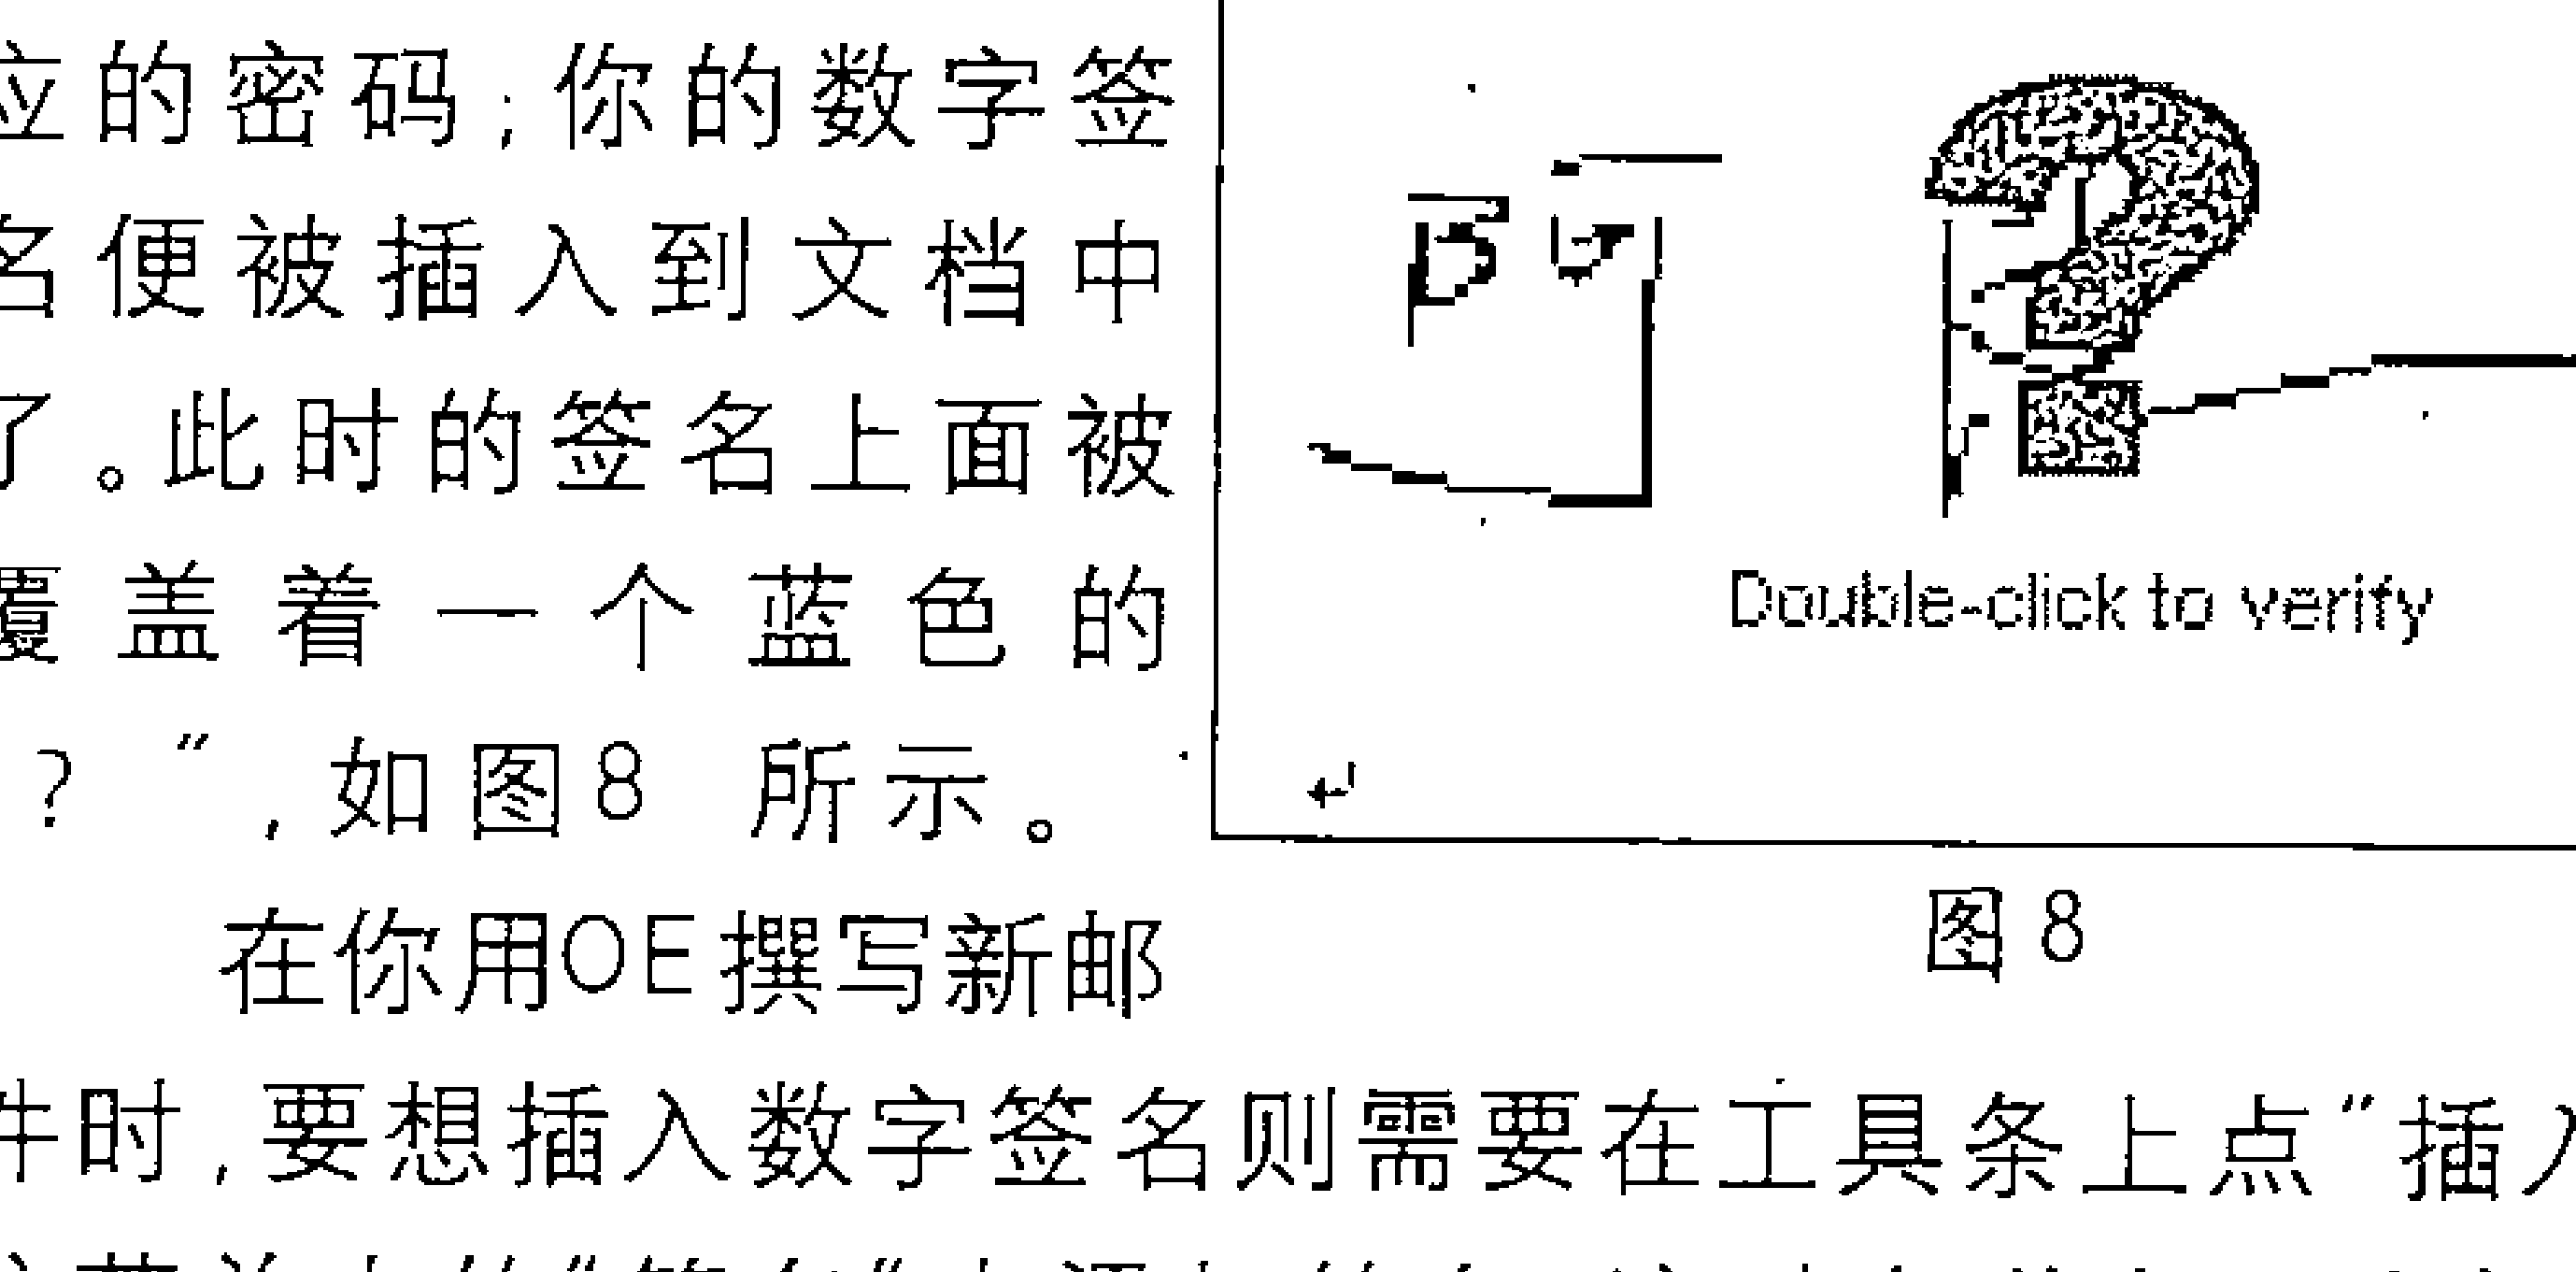 应的密码;你的数字签
名便被插入到文档中
了。此时的签名上面被
覆盖着一个蓝色的
? ",如图8 所示。
Double-click to verify
图 8
在你用OE撰写新邮
件时,要想插入数字签名则需要在工具条上点"插入